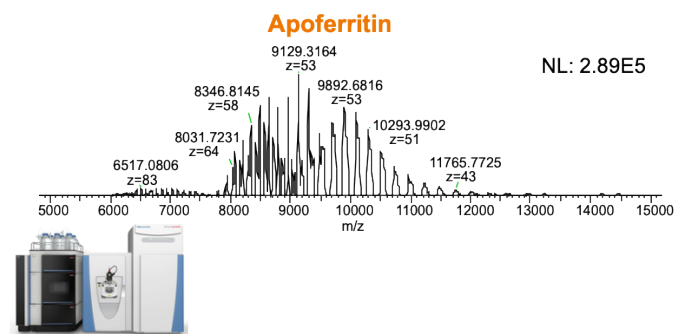 Apoferritin
9129.3164
z=53
NL: 2.89E5
8346.8145
z=58
9892.6816
z=53
8031.7231
z=64
10293.9902
z=51
6517.0806
z=83
11765.7725
z=43
5000 6000 7000 8000 9000 10000 11000 12000 13000 14000 15000
m/z